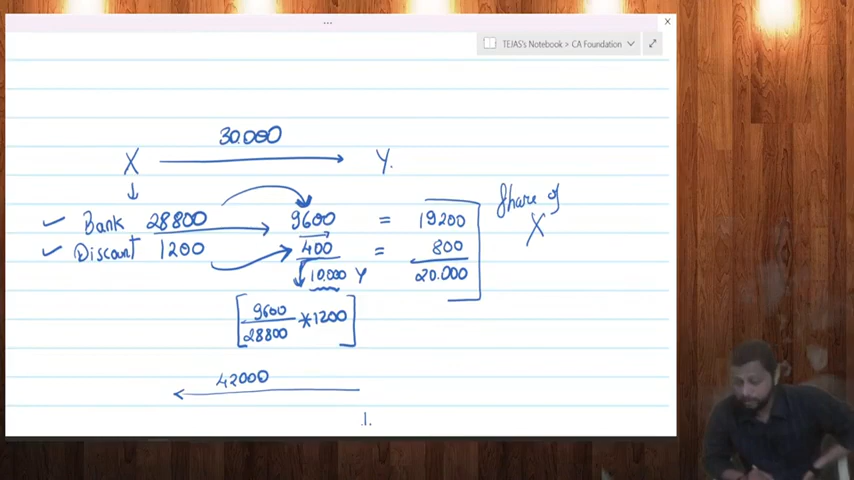 TEJAS's Notebook > CA Foundation
30.000
X Y.
Share of
X
Bank 28800 9600 = 19200
Discount 1200 400 = 800
10,000 Y 20.000
[9600/28800 * 1200]
42000
1.